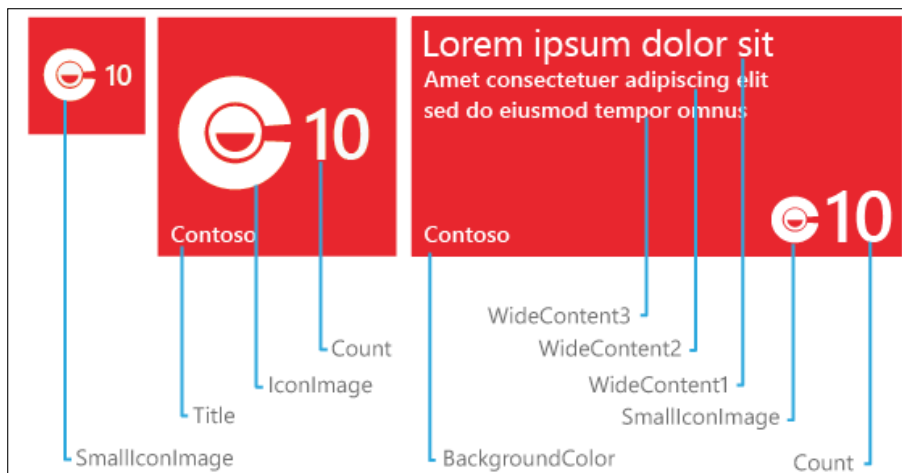 10
10
Contoso
Lorem ipsum dolor sit
Amet consectetuer adipiscing elit
sed do eiusmod tempor omnus
Contoso
10
WideContent3
Count
WideContent2
IconImage
WideContent1
Title
SmallIconImage
SmallIconImage
BackgroundColor
Count